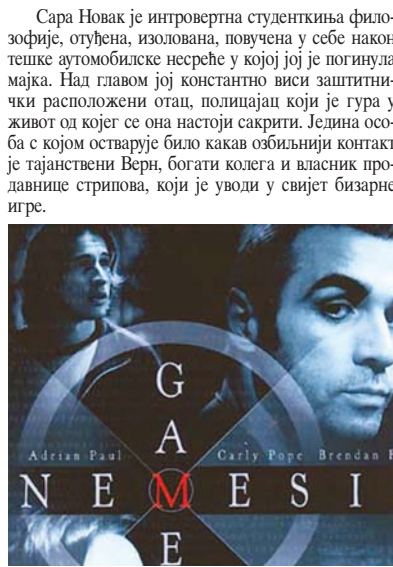 Сара Новак је интровертна студенткиња фило-
зофије, отуђена, изолована, повучена у себе након
тешке аутомобилске несреће у којој јој је погинула
мајка. Над главом јој константно виси заштитни-
чки расположени отац, полицајац који је гура у
живот од којег се она настоји сакрити. Једина осо-
ба с којом остварује било какав озбиљнији контакт
је тајанствени Верн, богати колега и власник про-
давнице стрипова, који је уводи у свијет бизарне
игре.
G
A
Adrian Paul Carly Pope Brendan
N E M E S I
E